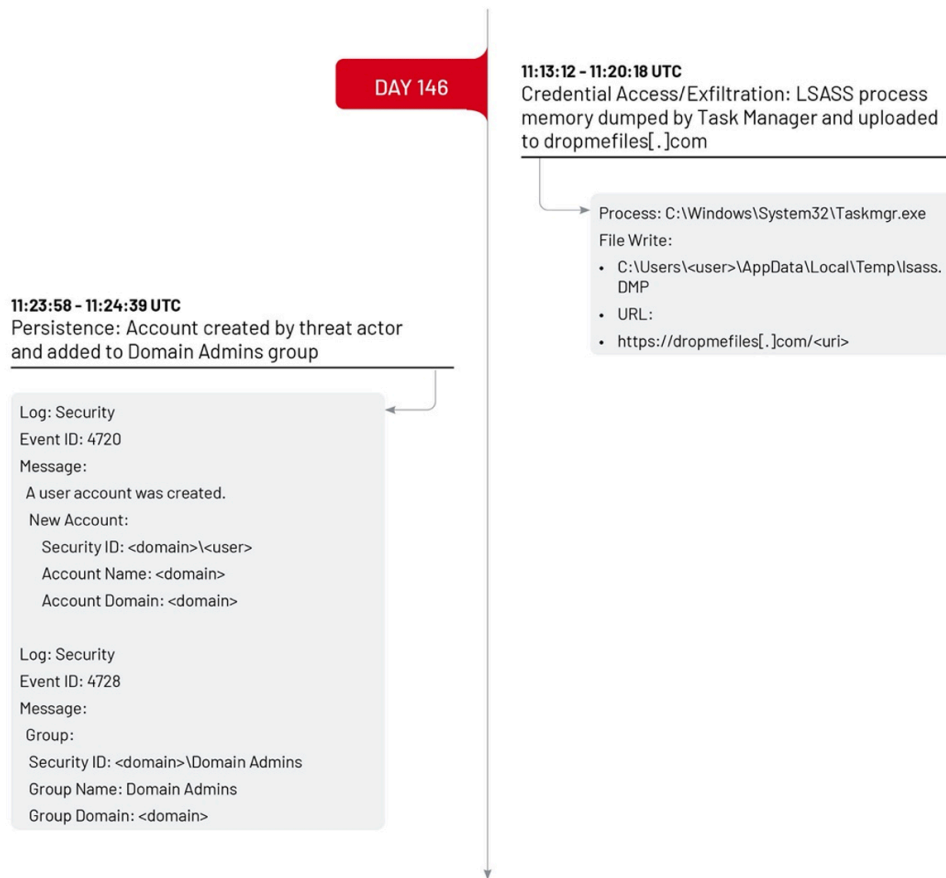 DAY 146
11:13:12 - 11:20:18 UTC
Credential Access/Exfiltration: LSASS process
memory dumped by Task Manager and uploaded
to dropmefiles[.]com
Process: C:\Windows\System32\Taskmgr.exe
File Write:
• C:\Users\<user>\AppData\Local\Temp\lsass.
DMP
• URL:
• https://dropmefiles[.]com/<uri>
11:23:58 - 11:24:39 UTC
Persistence: Account created by threat actor
and added to Domain Admins group
Log: Security
Event ID: 4720
Message:
A user account was created.
New Account:
Security ID: <domain>\<user>
Account Name: <domain>
Account Domain: <domain>
Log: Security
Event ID: 4728
Message:
Group:
Security ID: <domain>\Domain Admins
Group Name: Domain Admins
Group Domain: <domain>